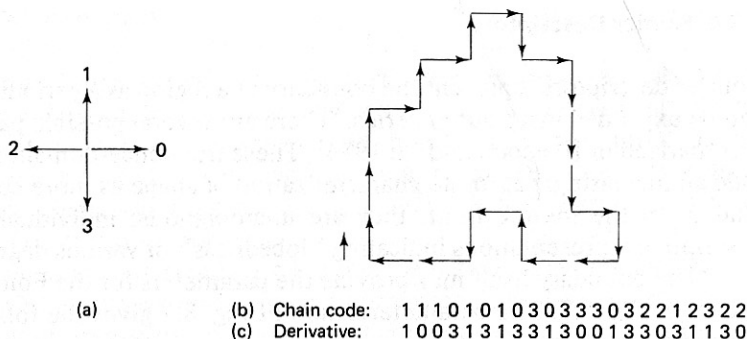 1
2 0
3
(a) (b) Chain code: 1 1 1 0 1 0 1 0 3 0 3 3 3 0 3 2 2 1 2 3 2 2
(c) Derivative: 1 0 0 3 1 3 1 3 3 1 3 0 0 1 3 3 0 3 1 1 3 0